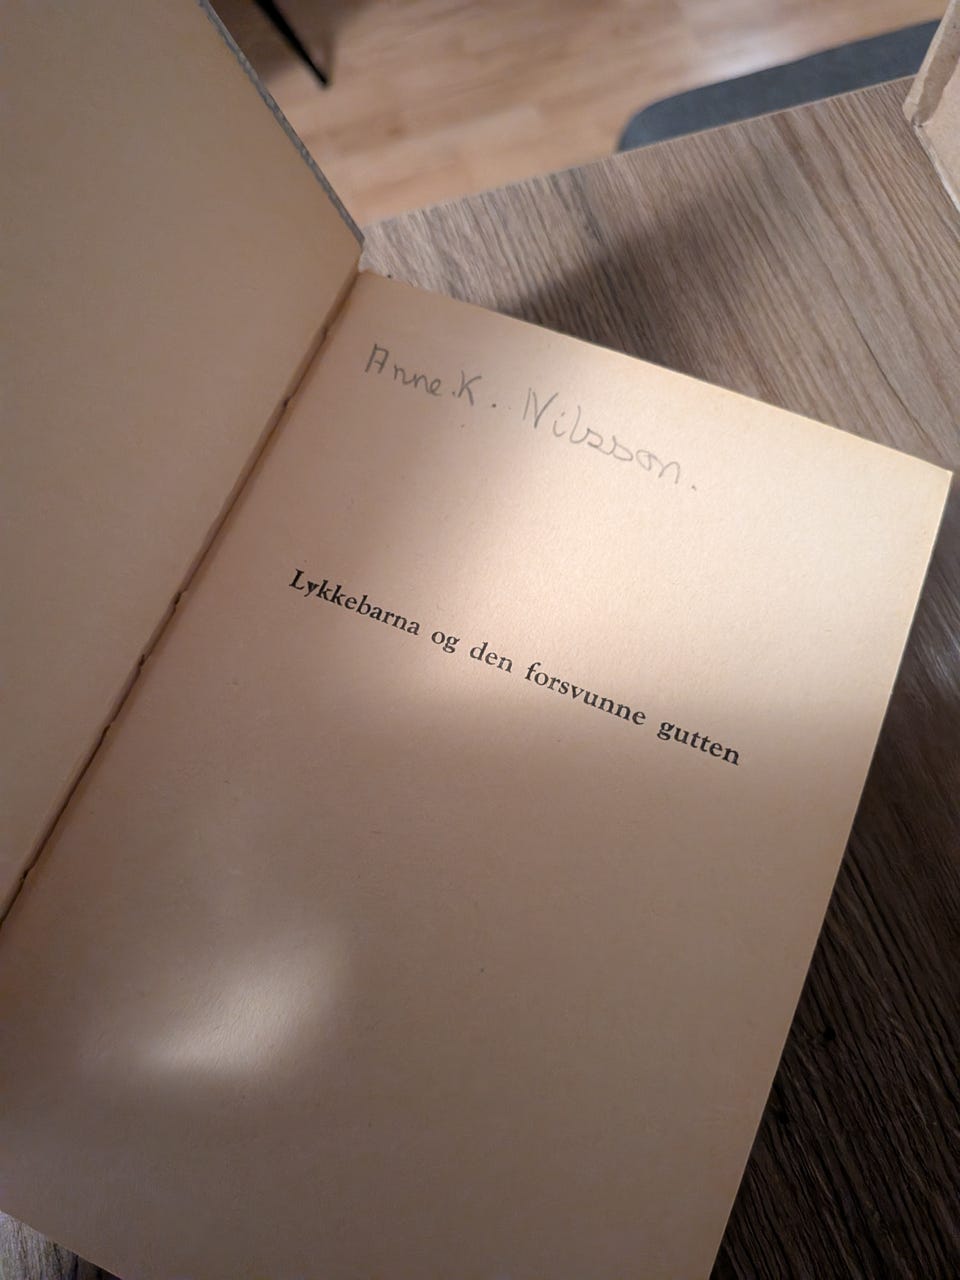 Anne.K. Nilsson.
Lykkebarna og den forsvunne gutten